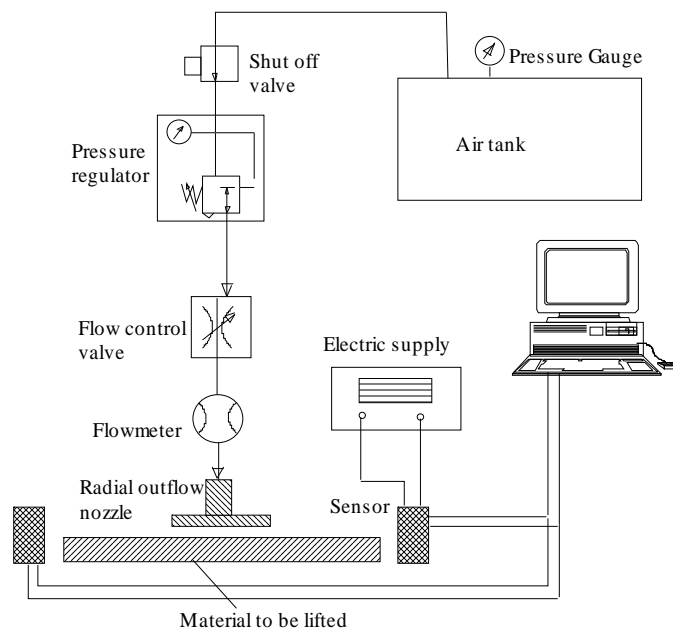 Shut off
valve
Pressure Gauge
Air tank
Pressure
regulator
Flow control
valve
Electric supply
Flowmeter
Radial outflow
nozzle
Sensor
Material to be lifted